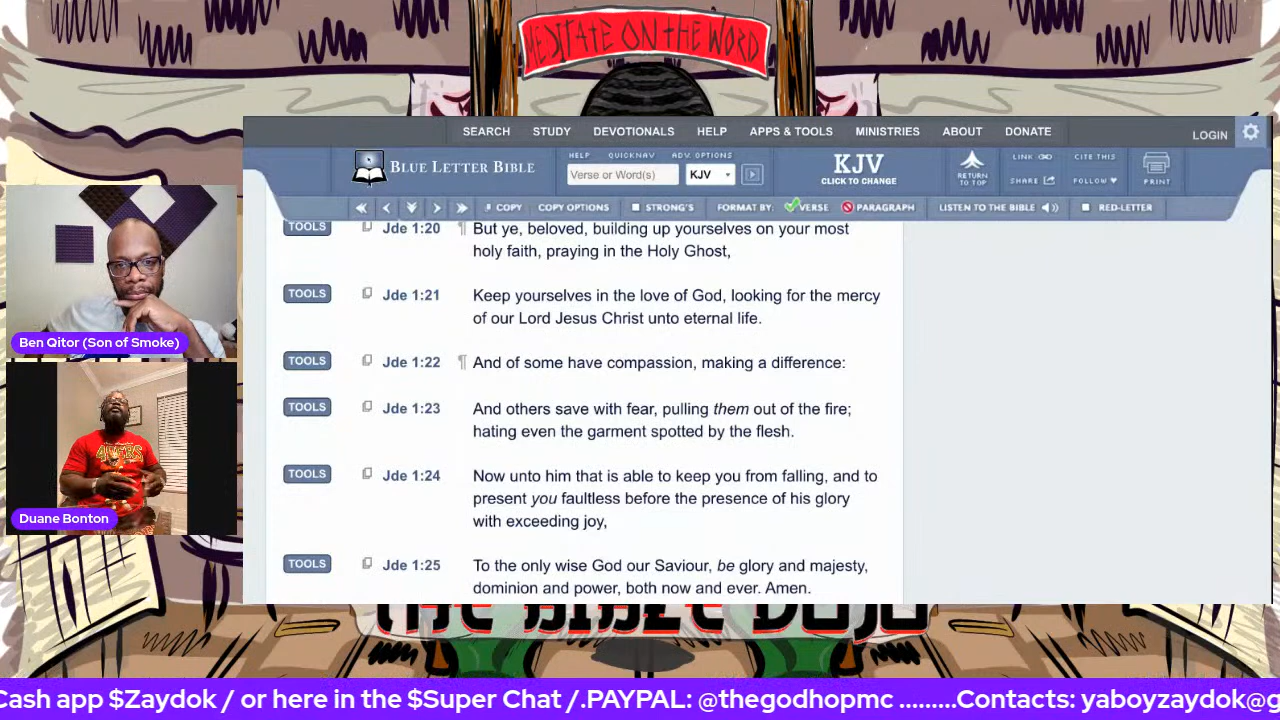 MEDITATE ON THE WORD
SEARCH STUDY DEVOTIONALS HELP APPS & TOOLS MINISTRIES ABOUT DONATE
LOGIN
BLUE LETTER BIBLE
HELP QUICKNAV ADV. OPTIONS
Verse or Word(s) KJV
KJV
CLICK TO CHANGE
RETURN
TO TOP
LINK CITE THIS
SHARE FOLLOW
PRINT
COPY COPY OPTIONS STRONG'S FORMAT BY: VERSE PARAGRAPH LISTEN TO THE BIBLE RED-LETTER
TOOLS Jde 1:20 ¶ But ye, beloved, building up yourselves on your most
holy faith, praying in the Holy Ghost,
TOOLS Jde 1:21 Keep yourselves in the love of God, looking for the mercy
of our Lord Jesus Christ unto eternal life.
TOOLS Jde 1:22 ¶ And of some have compassion, making a difference:
TOOLS Jde 1:23 And others save with fear, pulling them out of the fire;
hating even the garment spotted by the flesh.
TOOLS Jde 1:24 Now unto him that is able to keep you from falling, and to
present you faultless before the presence of his glory
with exceeding joy,
TOOLS Jde 1:25 To the only wise God our Saviour, be glory and majesty,
dominion and power, both now and ever. Amen.
Ben Qitor (Son of Smoke)
49ERS
Duane Bonton
THE BIBLE DOJO
Cash app $Zaydok / or here in the $Super Chat /.PAYPAL: @thegodhopmc .........Contacts: yaboyzaydok@g